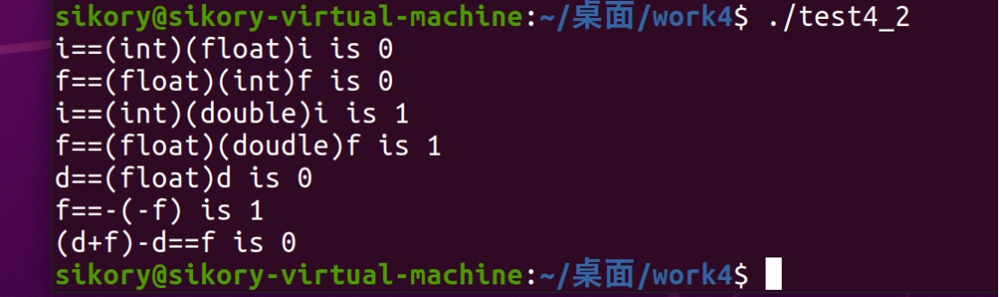 sikory@sikory-virtual-machine:~/桌面/work4$ ./test4_2
i==(int)(float)i is 0
f==(float)(int)f is 0
i==(int)(double)i is 1
f==(float)(doudle)f is 1
d==(float)d is 0
f==-(-f) is 1
(d+f)-d==f is 0
sikory@sikory-virtual-machine:~/桌面/work4$